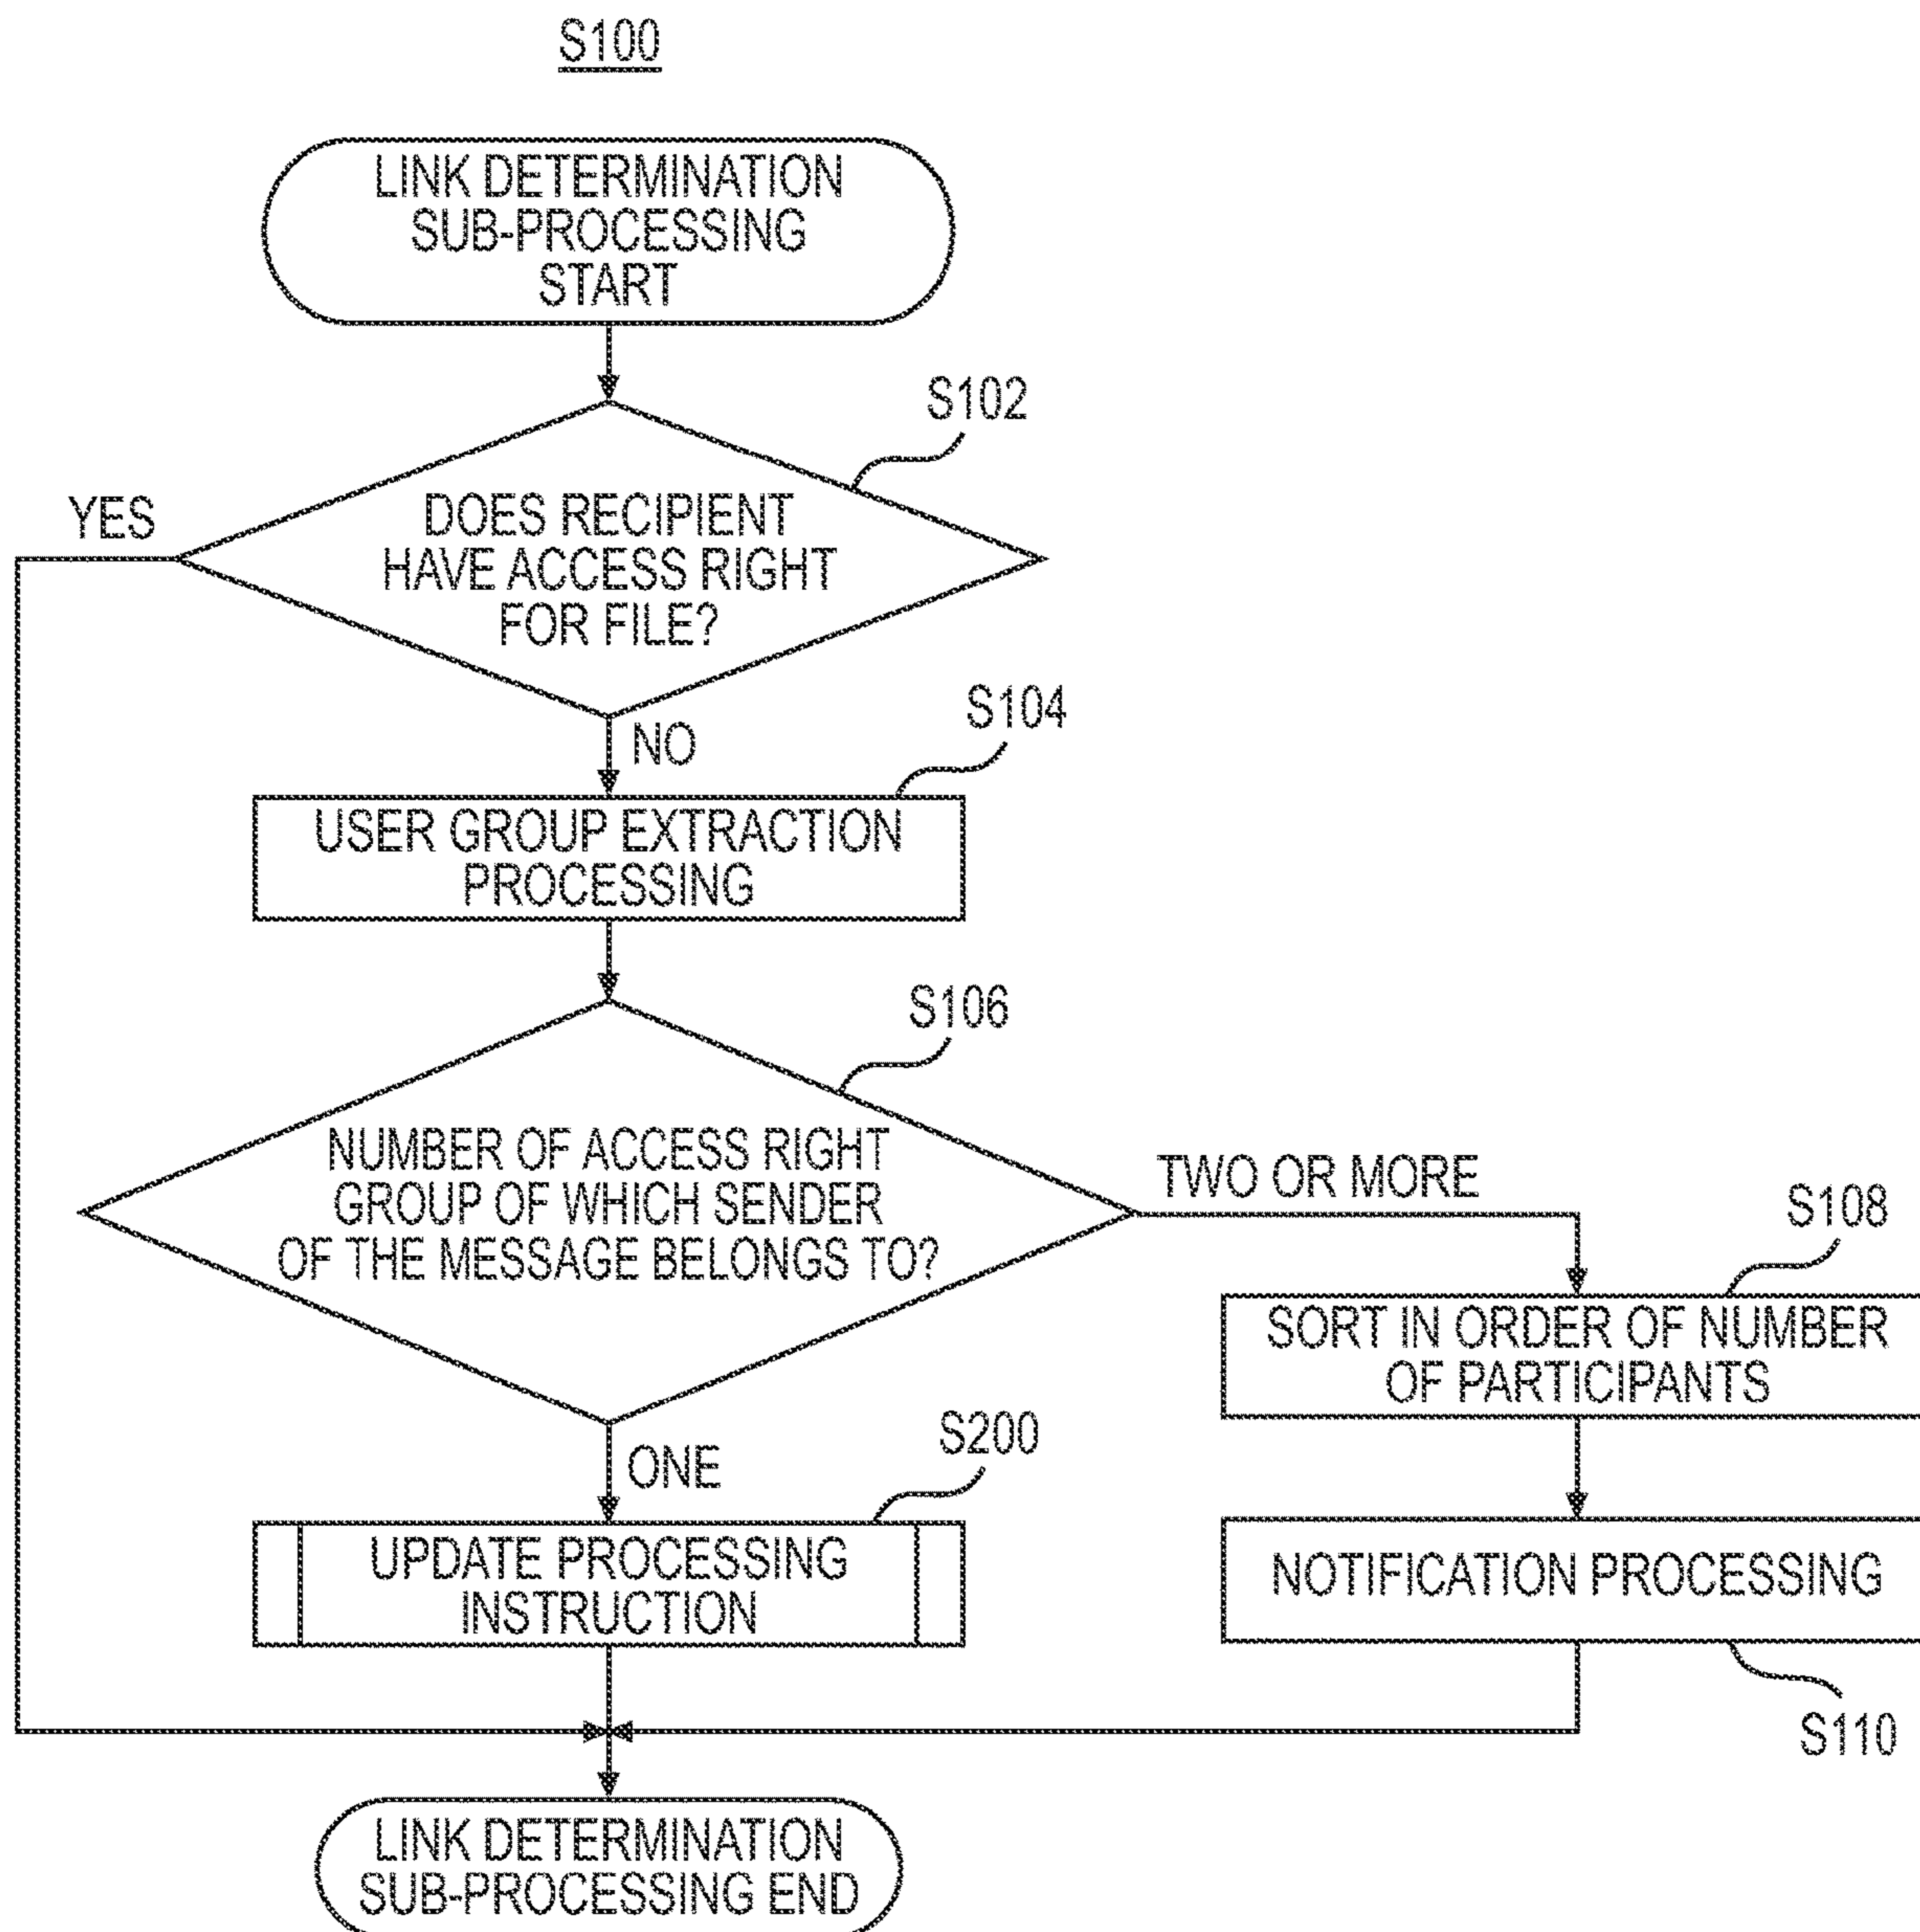 S100
LINK DETERMINATION
SUB-PROCESSING
START
S102
YES
DOES RECIPIENT
HAVE ACCESS RIGHT
FOR FILE?
NO
S104
USER GROUP EXTRACTION
PROCESSING
S106
NUMBER OF ACCESS RIGHT
GROUP OF WHICH SENDER
OF THE MESSAGE BELONGS TO?
TWO OR MORE
S108
SORT IN ORDER OF NUMBER
OF PARTICIPANTS
ONE
S200
UPDATE PROCESSING
INSTRUCTION
NOTIFICATION PROCESSING
S110
LINK DETERMINATION
SUB-PROCESSING END